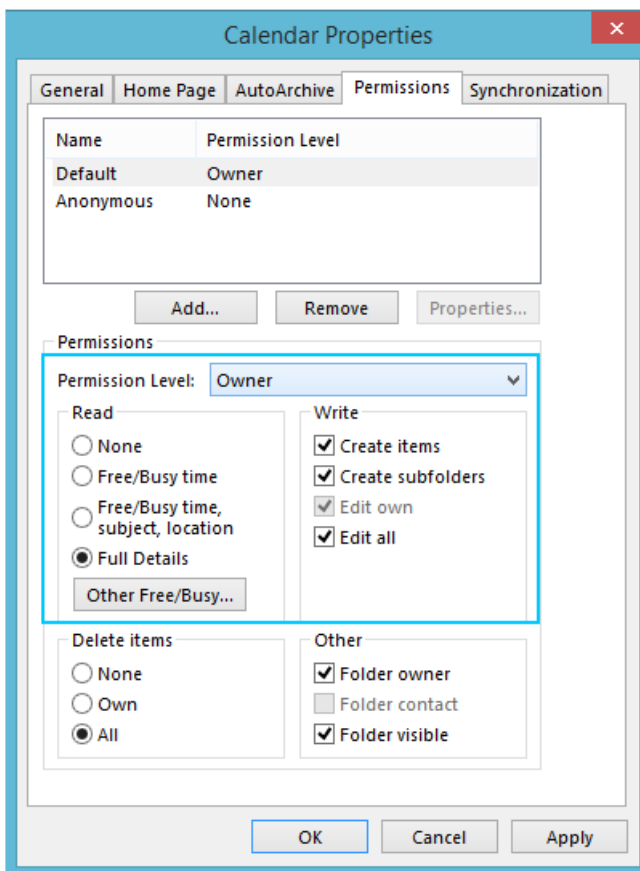 Calendar Properties
General Home Page AutoArchive Permissions Synchronization
Name Permission Level
Default Owner
Anonymous None
Add... Remove Properties...
Permissions
Permission Level: Owner
Read
None
Free/Busy time
Free/Busy time,
subject, location
Full Details
Other Free/Busy...
Write
Create items
Create subfolders
Edit own
Edit all
Delete items
None
Own
All
Other
Folder owner
Folder contact
Folder visible
OK Cancel Apply